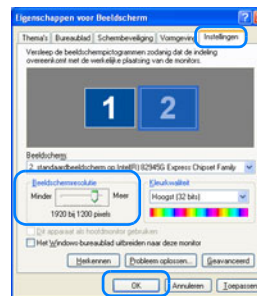 Eigenschappen voor Beeldscherm
Thema's Bureaublad Schermbeveiliging Vormgeving Instellingen
Versleep de beeldschermpictogrammen zodanig dat de indeling
overeenkomt met de werkelijke plaatsing van de monitors.
1 2
Beeldscherm:
2. standaardbeeldscherm op Intel(R) 82945G Express Chipset Family
Beeldschermresolutie
Minder Meer
1920 bij 1200 pixels
Kleurkwaliteit
Hoogst (32 bits)
Dit apparaat als hoofdmonitor gebruiken
Het Windows-bureaublad uitbreiden naar deze monitor
Herkennen Probleem oplossen... Geavanceerd
OK Annuleren Toepassen